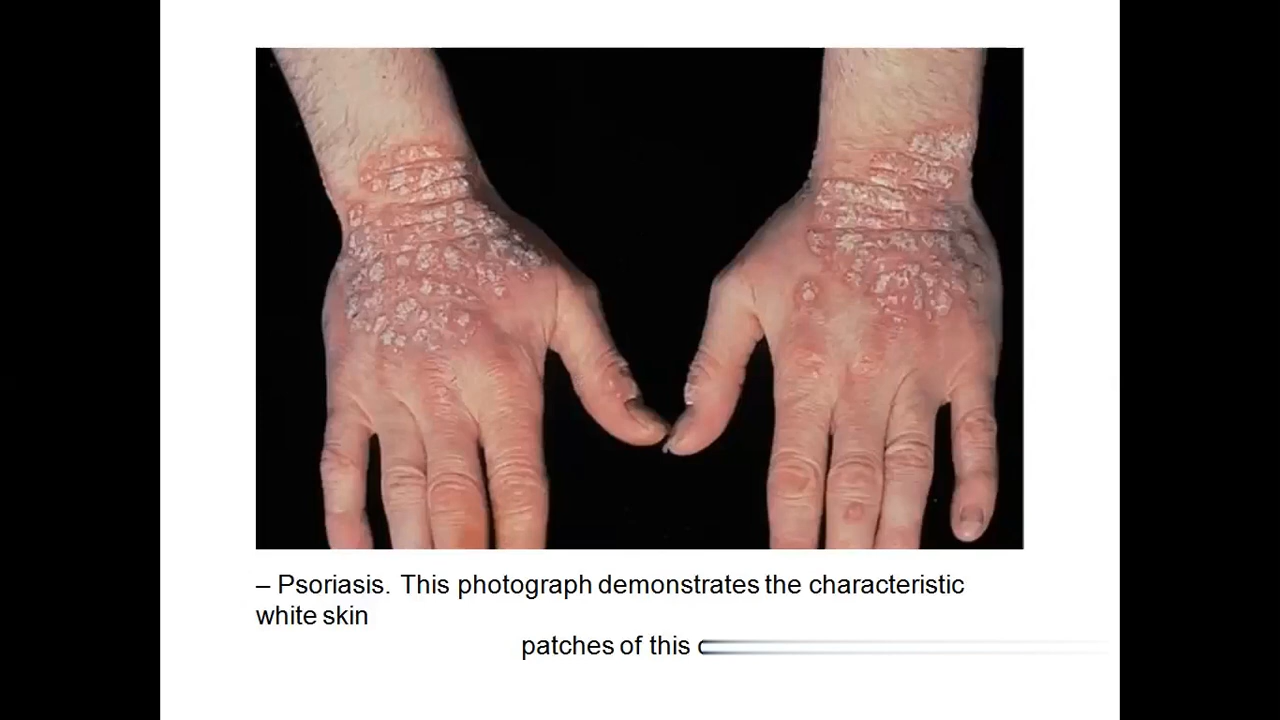 – Psoriasis. This photograph demonstrates the characteristic
white skin
patches of this